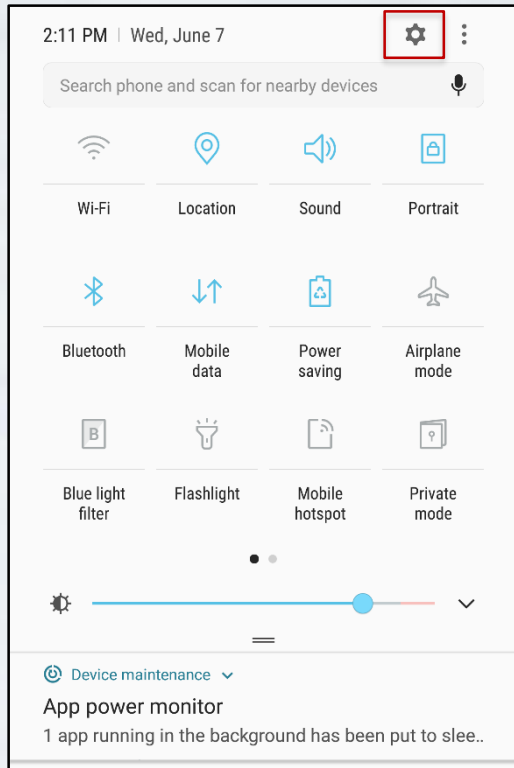 2:11 PM | Wed, June 7
Search phone and scan for nearby devices
Wi-Fi
Location
Sound
Portrait
Bluetooth
Mobile
data
Power
saving
Airplane
mode
B
Blue light
filter
Flashlight
Mobile
hotspot
Private
mode
Device maintenance
App power monitor
1 app running in the background has been put to slee..